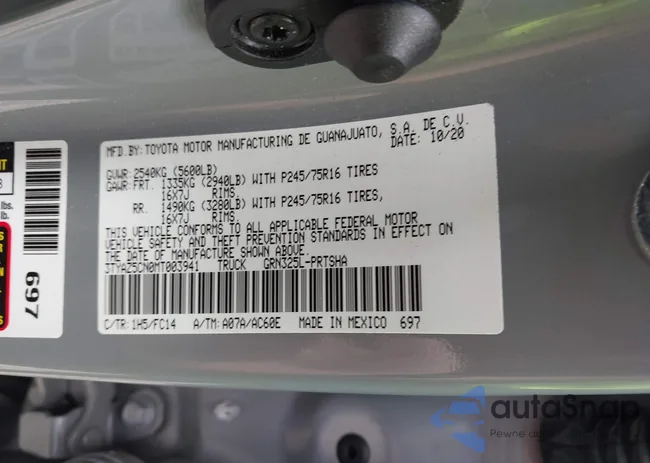 MFD.BY:TOYOTA MOTOR MANUFACTURING DE GUANAJUATO, S.A. DE C.V.
DATE: 10/20
GVWR:2540KG (5600LB)
GAWR:FRT. 1335KG (2940LB) WITH P245/75R16 TIRES
16X7J RIMS,
RR. 1490KG (3280LB) WITH P245/75R16 TIRES,
16X7J RIMS,
THIS VEHICLE CONFORMS TO ALL APPLICABLE FEDERAL MOTOR
VEHICLE SAFETY AND THEFT PREVENTION STANDARDS IN EFFECT ON
THE DATE OF MANUFACTURE SHOWN ABOVE.
3TYAZ5CN0MT003941 TRUCK GRN325L-PRTSHA
C/TR: 1H5/FC14 A/TM: A07A/AC60E MADE IN MEXICO 697
697
lbs.
lb.
autoSnap
Pewne